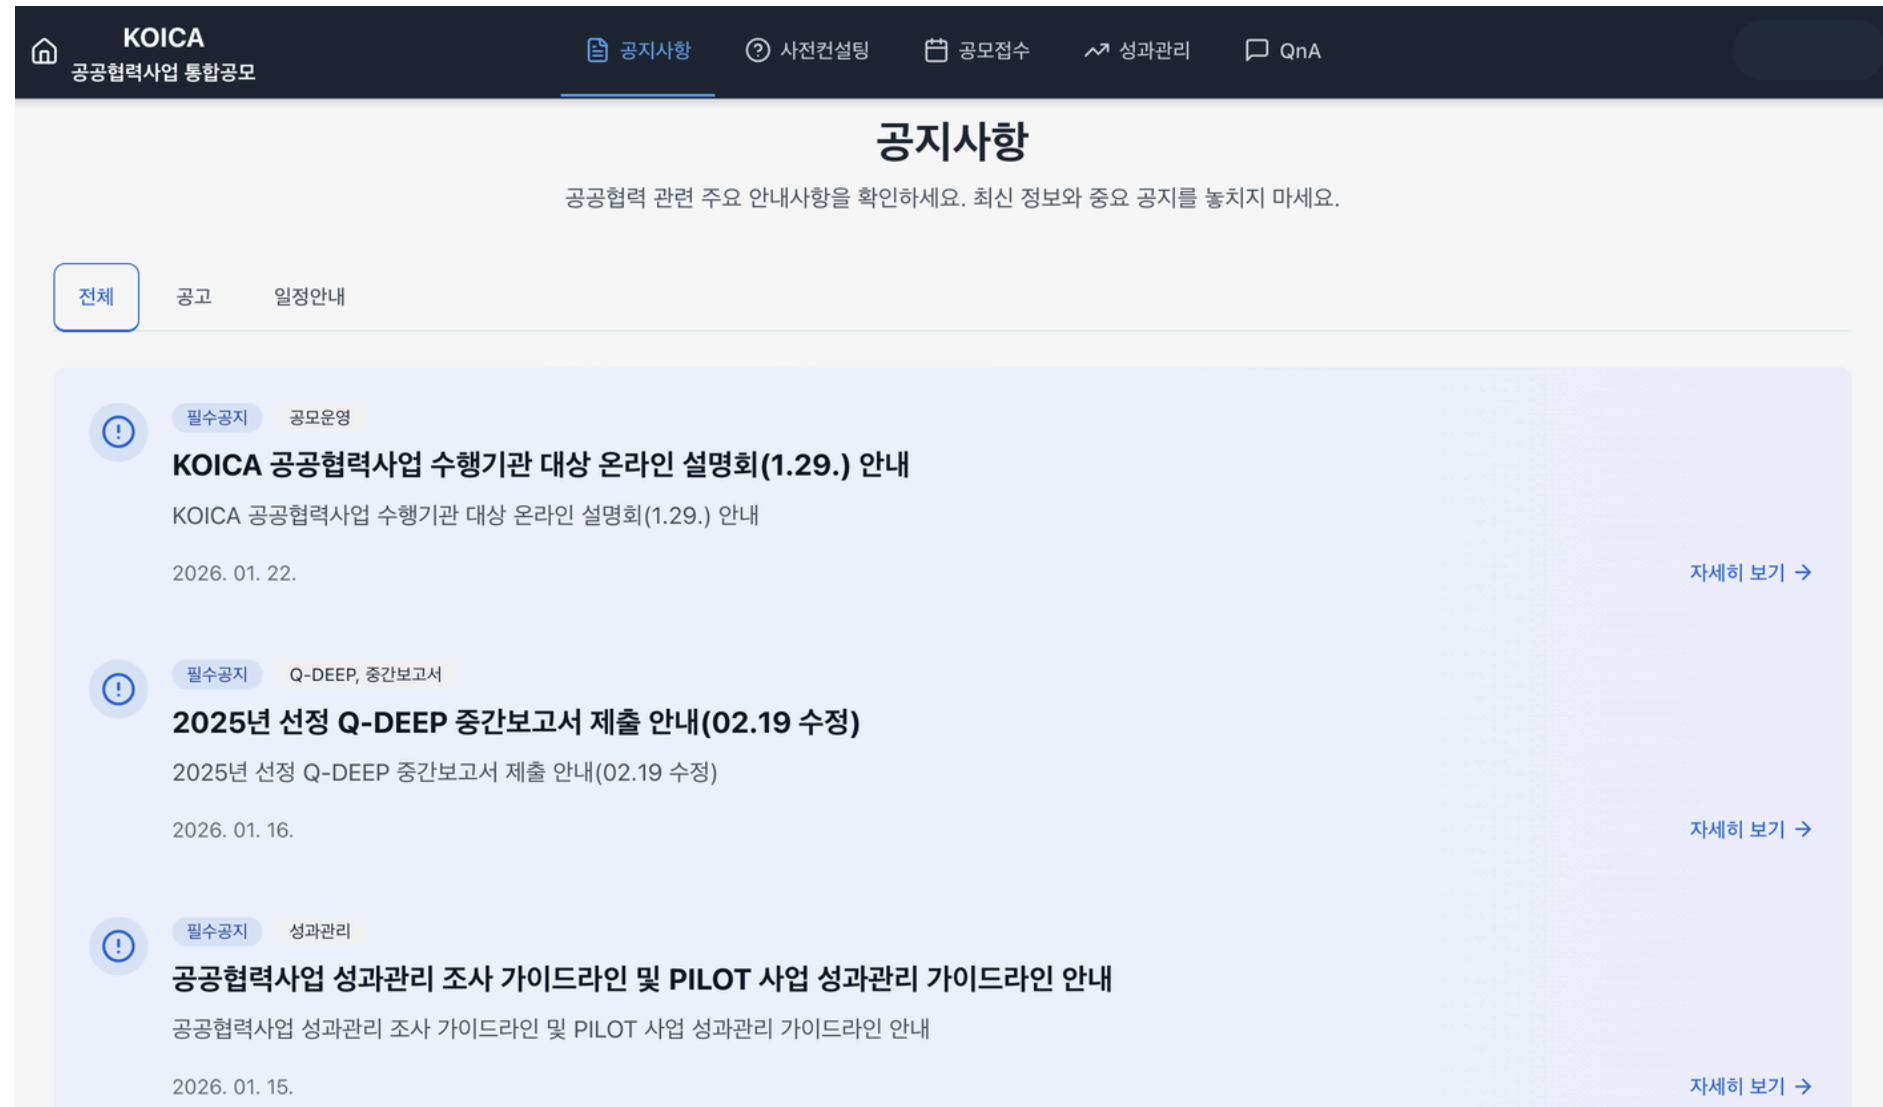 KOICA
공공협력사업 통합공모
공지사항
사전컨설팅
공모접수
성과관리
QnA
공지사항
공공협력 관련 주요 안내사항을 확인하세요. 최신 정보와 중요 공지를 놓치지 마세요.
전체
공고
일정안내
필수공지
공모운영
KOICA 공공협력사업 수행기관 대상 온라인 설명회(1.29.) 안내
KOICA 공공협력사업 수행기관 대상 온라인 설명회(1.29.) 안내
2026. 01. 22.
자세히 보기 →
필수공지
Q-DEEP, 중간보고서
2025년 선정 Q-DEEP 중간보고서 제출 안내(02.19 수정)
2025년 선정 Q-DEEP 중간보고서 제출 안내(02.19 수정)
2026. 01. 16.
자세히 보기 →
필수공지
성과관리
공공협력사업 성과관리 조사 가이드라인 및 PILOT 사업 성과관리 가이드라인 안내
공공협력사업 성과관리 조사 가이드라인 및 PILOT 사업 성과관리 가이드라인 안내
2026. 01. 15.
자세히 보기 →